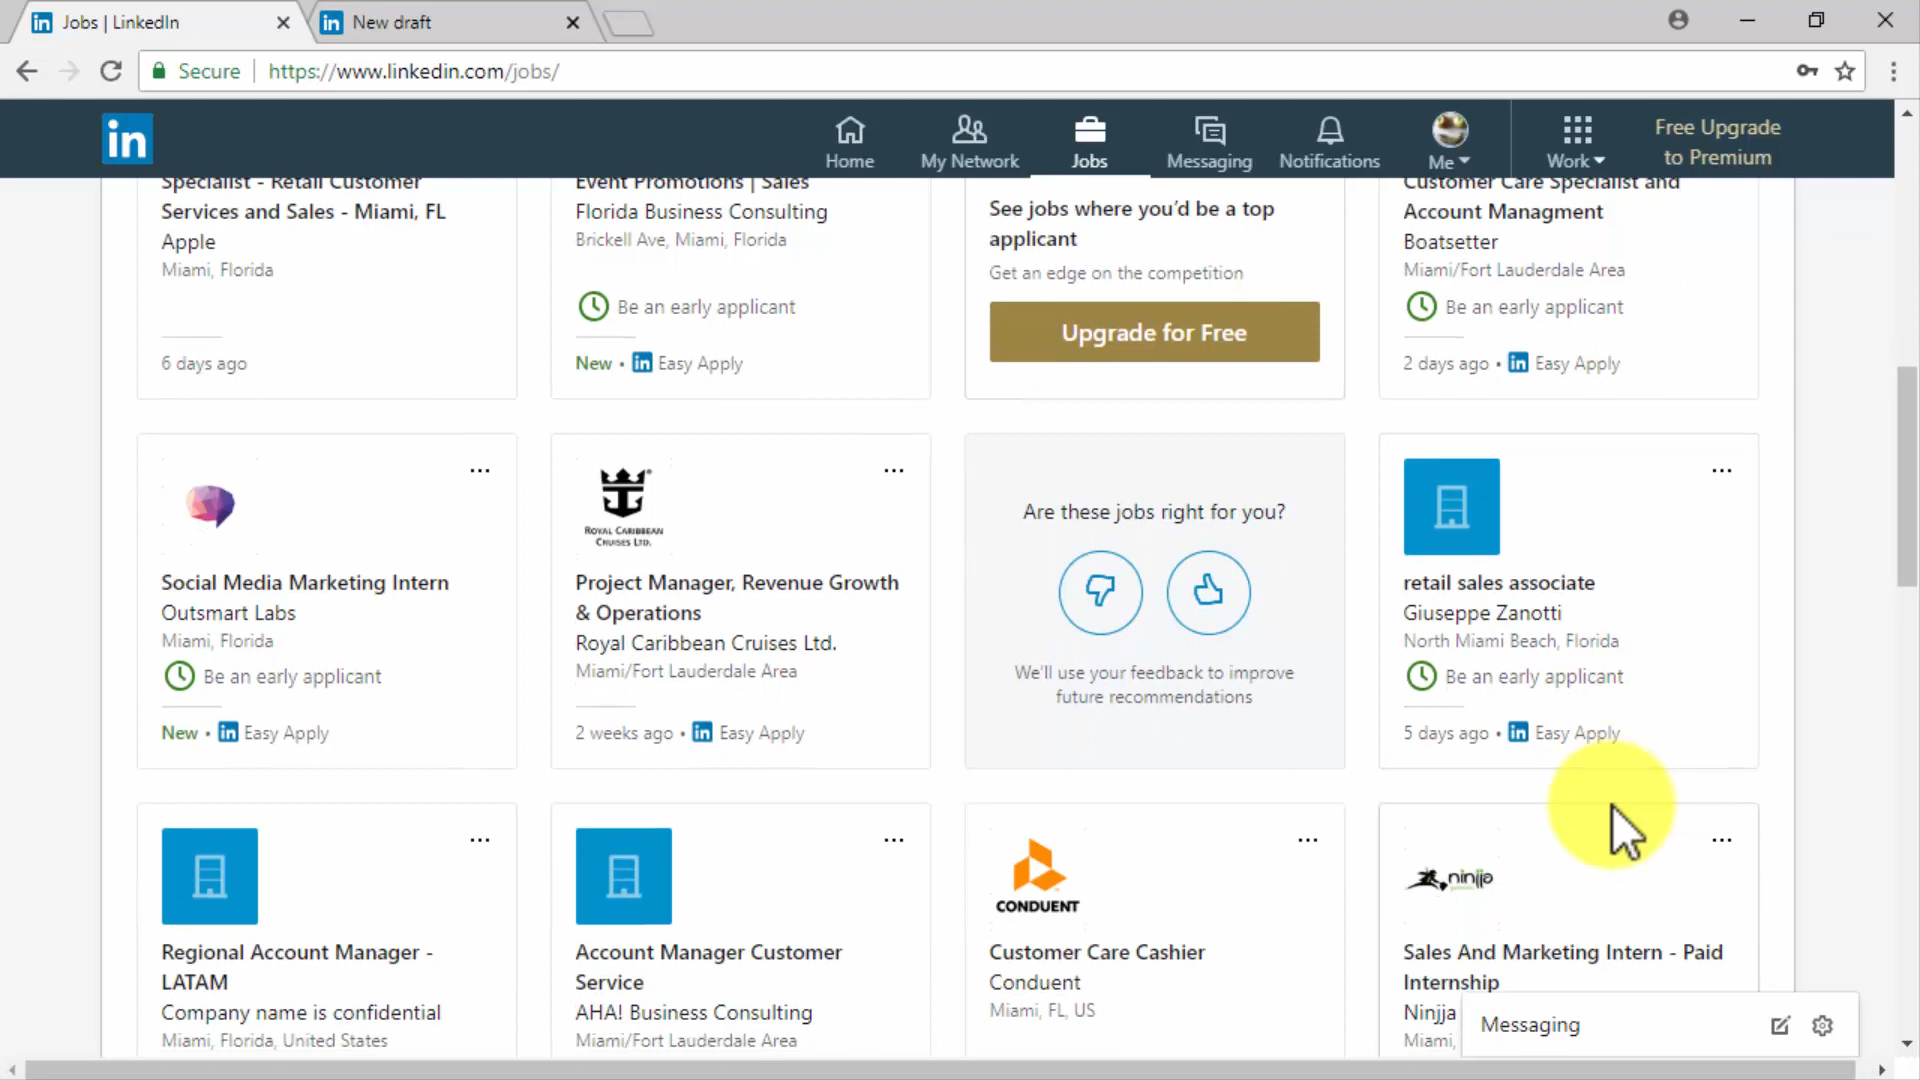 in Jobs | LinkedIn
in New draft
Secure https://www.linkedin.com/jobs/
in
Home
My Network
Jobs
Messaging
Notifications
Me
Work
Free Upgrade
to Premium
Specialist - Retail Customer
Services and Sales - Miami, FL
Apple
Miami, Florida
6 days ago
Event Promotions | Sales
Florida Business Consulting
Brickell Ave, Miami, Florida
Be an early applicant
New • in Easy Apply
See jobs where you’d be a top
applicant
Get an edge on the competition
Upgrade for Free
Customer Care Specialist and
Account Managment
Boatsetter
Miami/Fort Lauderdale Area
Be an early applicant
2 days ago • in Easy Apply
Social Media Marketing Intern
Outsmart Labs
Miami, Florida
Be an early applicant
New • in Easy Apply
ROYAL CARIBBEAN
CRUISES LTD.
Project Manager, Revenue Growth
& Operations
Royal Caribbean Cruises Ltd.
Miami/Fort Lauderdale Area
2 weeks ago • in Easy Apply
Are these jobs right for you?
We'll use your feedback to improve
future recommendations
retail sales associate
Giuseppe Zanotti
North Miami Beach, Florida
Be an early applicant
5 days ago • in Easy Apply
Regional Account Manager -
LATAM
Company name is confidential
Miami, Florida, United States
Account Manager Customer
Service
AHA! Business Consulting
Miami/Fort Lauderdale Area
CONDUENT
Customer Care Cashier
Conduent
Miami, FL, US
ninjja
Sales And Marketing Intern - Paid
Internship
Ninjja
Miami,
Messaging